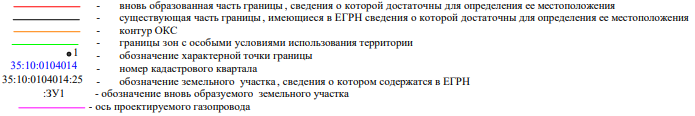 - вновь образованная часть границы, сведения о которой достаточны для определения ее местоположения
- существующая часть границы, имеющиеся в ЕГРН сведения о которой достаточны для определения ее местоположения
- контур ОКС
- границы зон с особыми условиями использования территории
1 - обозначение характерной точки границы
35:10:0104014 - номер кадастрового квартала
35:10:0104014:25 - обозначение земельного участка, сведения о котором содержатся в ЕГРН
:ЗУ1 - обозначение вновь образуемого земельного участка
- ось проектируемого газопровода